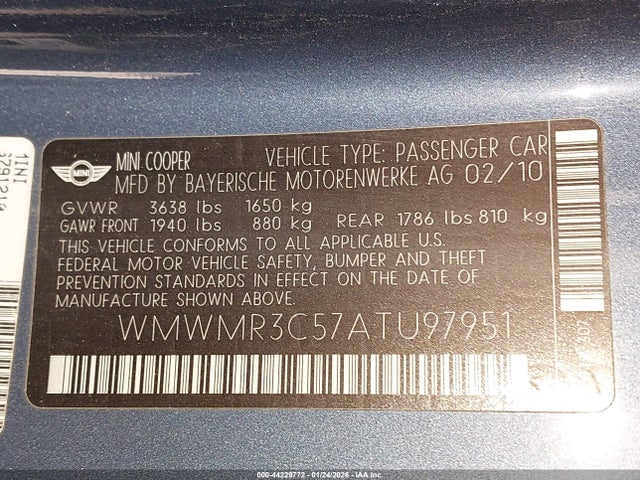 MINI
MINI COOPER VEHICLE TYPE: PASSENGER CAR
MFD BY BAYERISCHE MOTORENWERKE AG 02/10
GVWR 3638 lbs 1650 kg
GAWR FRONT 1940 lbs 880 kg REAR 1786 lbs 810 kg
THIS VEHICLE CONFORMS TO ALL APPLICABLE U.S.
FEDERAL MOTOR VEHICLE SAFETY, BUMPER AND THEFT
PREVENTION STANDARDS IN EFFECT ON THE DATE OF
MANUFACTURE SHOWN ABOVE.
WMWMR3C57ATU97951
000-44229772 - 01/24/2026 - IAA Inc. Copyright